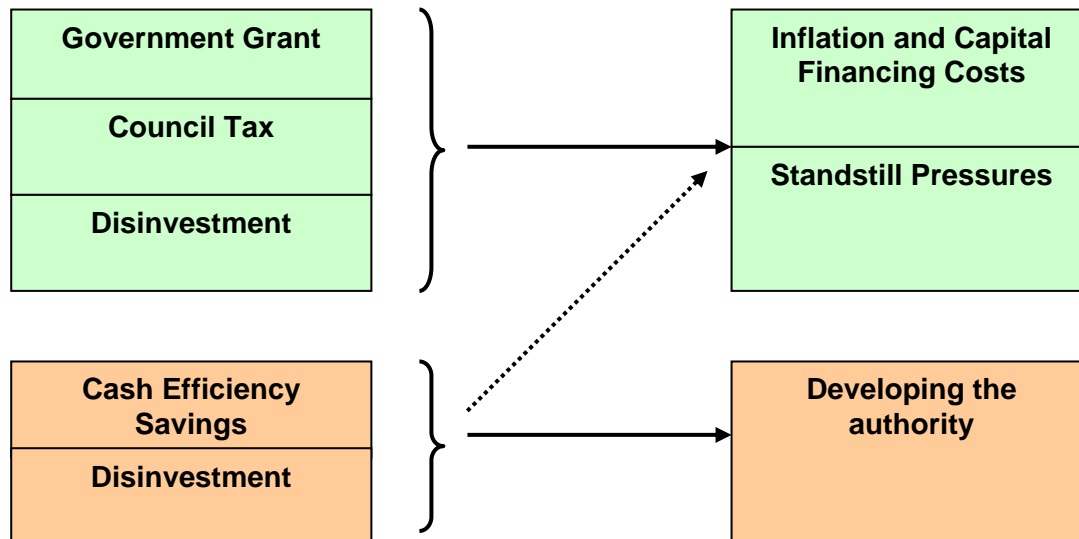 Government Grant
Council Tax
Disinvestment
Inflation and Capital
Financing Costs
Standstill Pressures
Cash Efficiency
Savings
Disinvestment
Developing the
authority